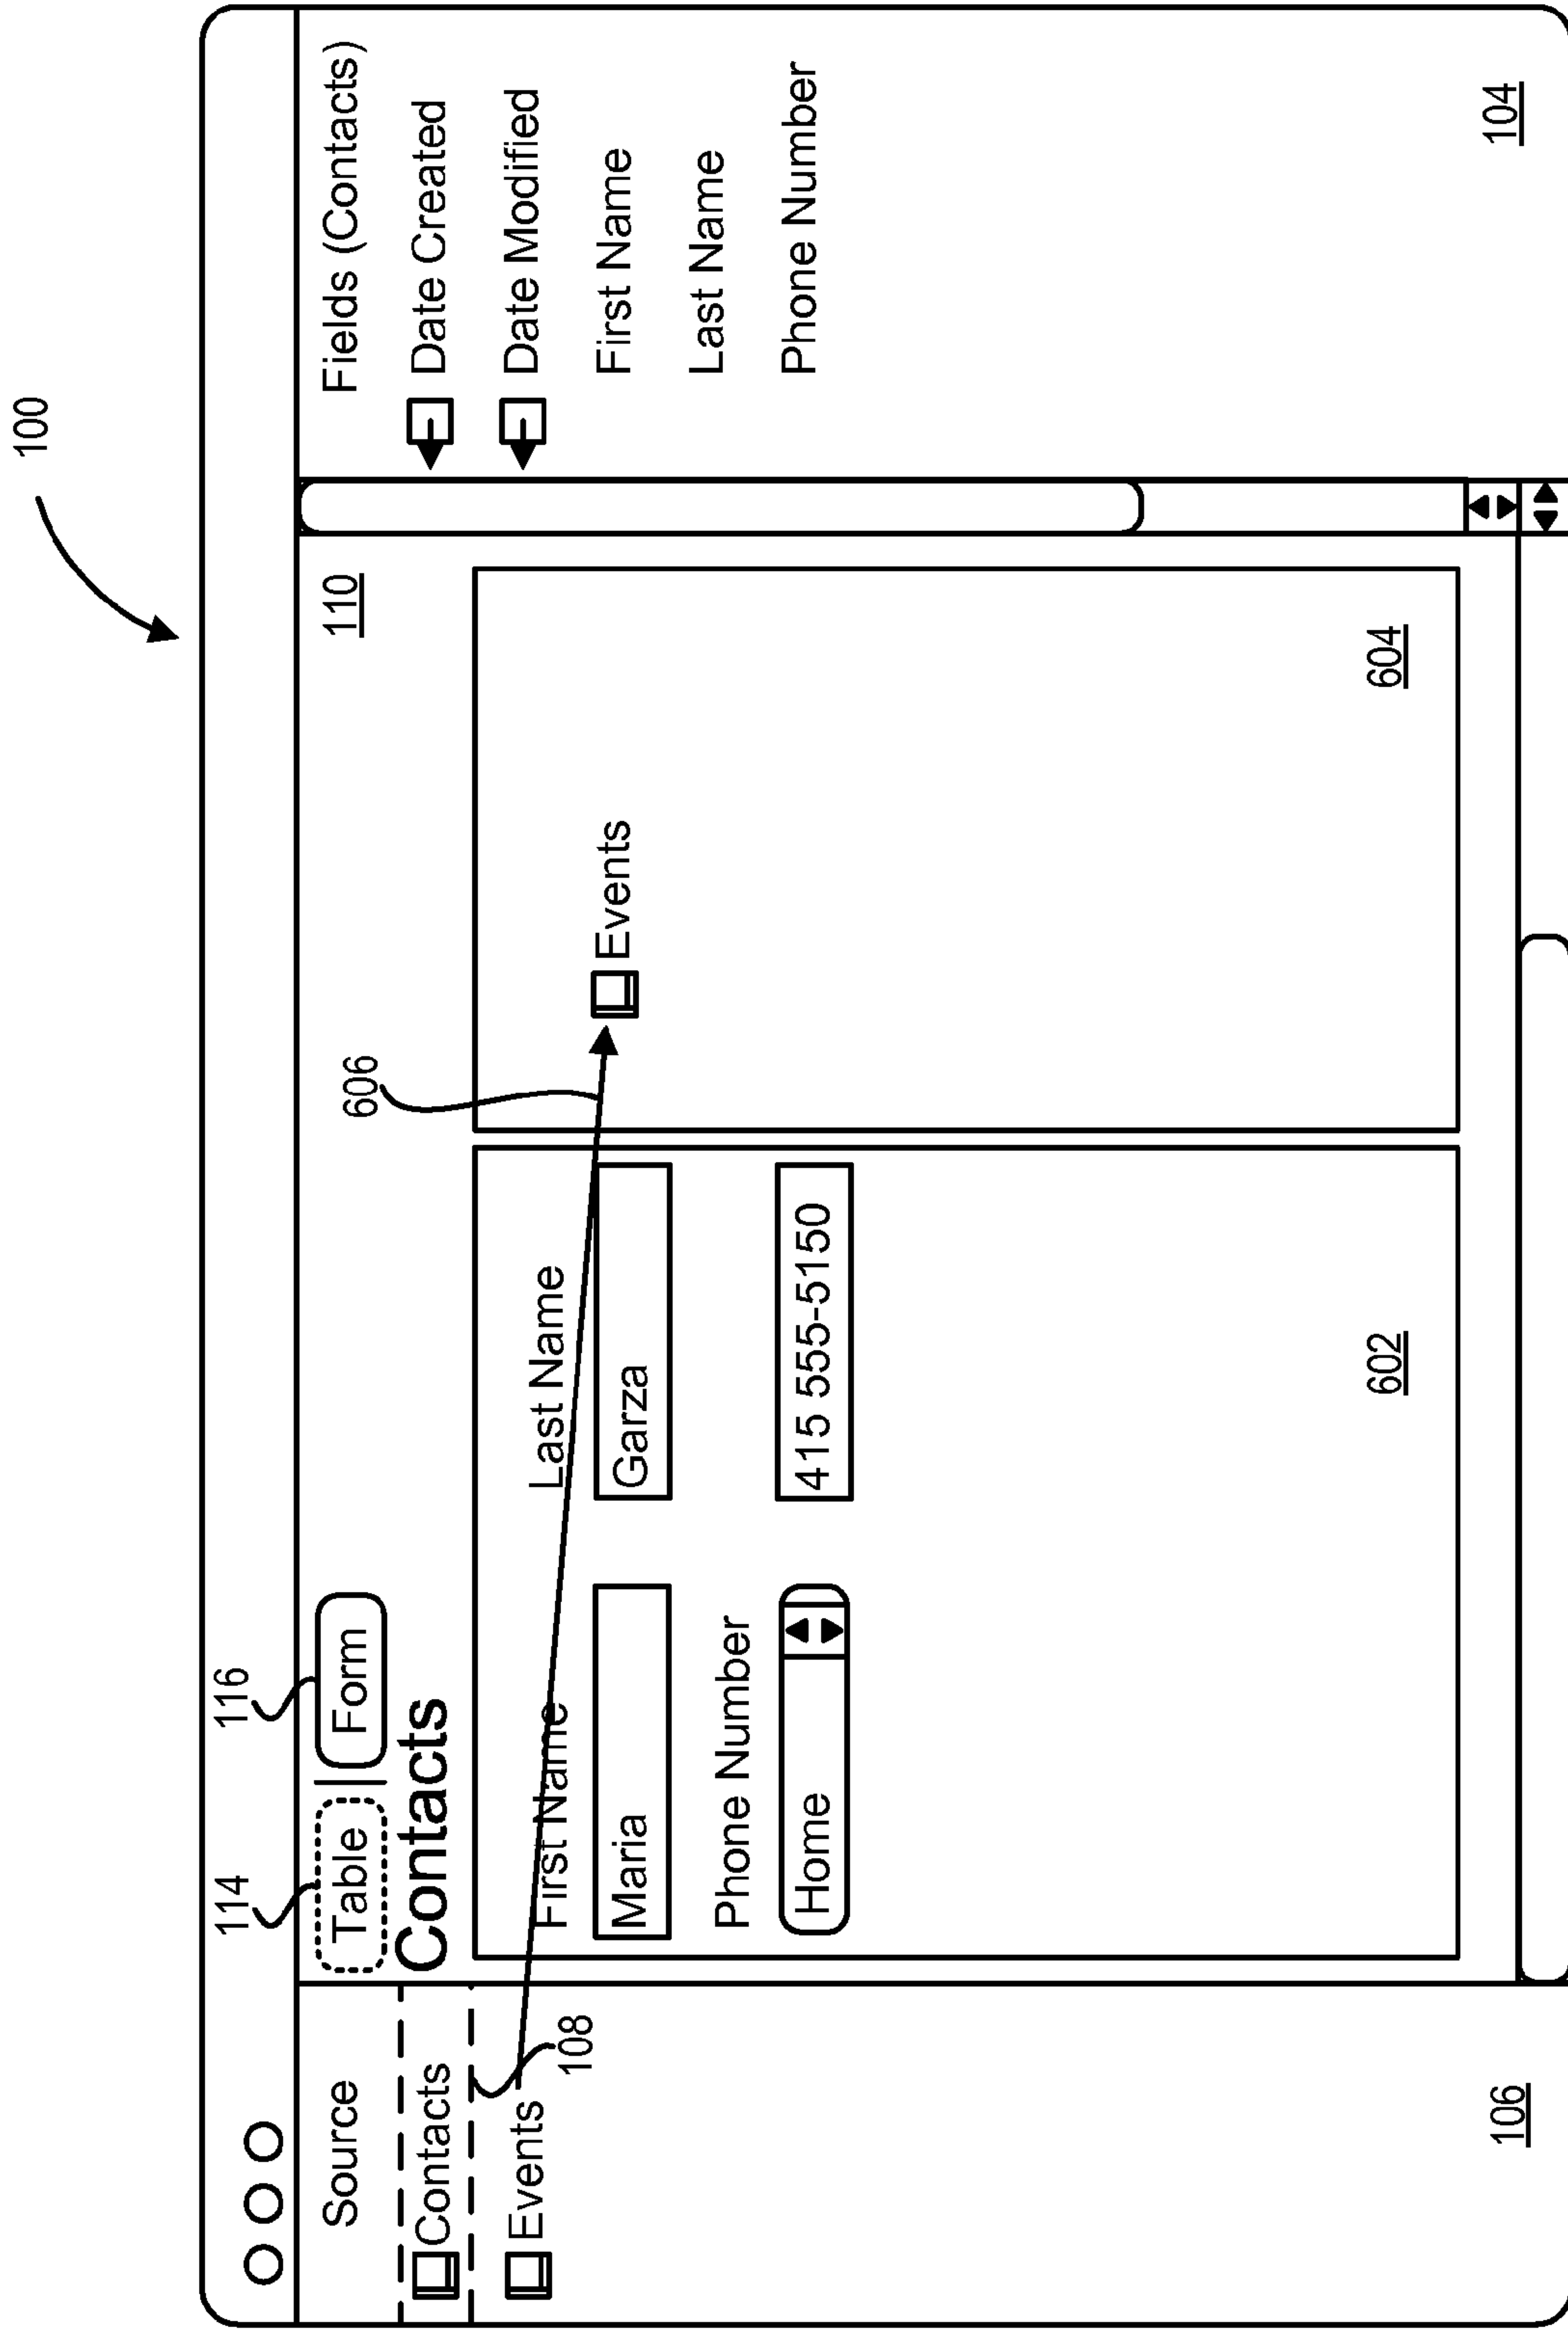 100
114
116
Source
Table
Form
110
Fields (Contacts)
Contacts
Contacts
Date Created
606
Events
108
First Name
Last Name
Date Modified
Maria
Garza
Events
First Name
Phone Number
Last Name
Home
415 555-5150
Phone Number
602
604
106
104